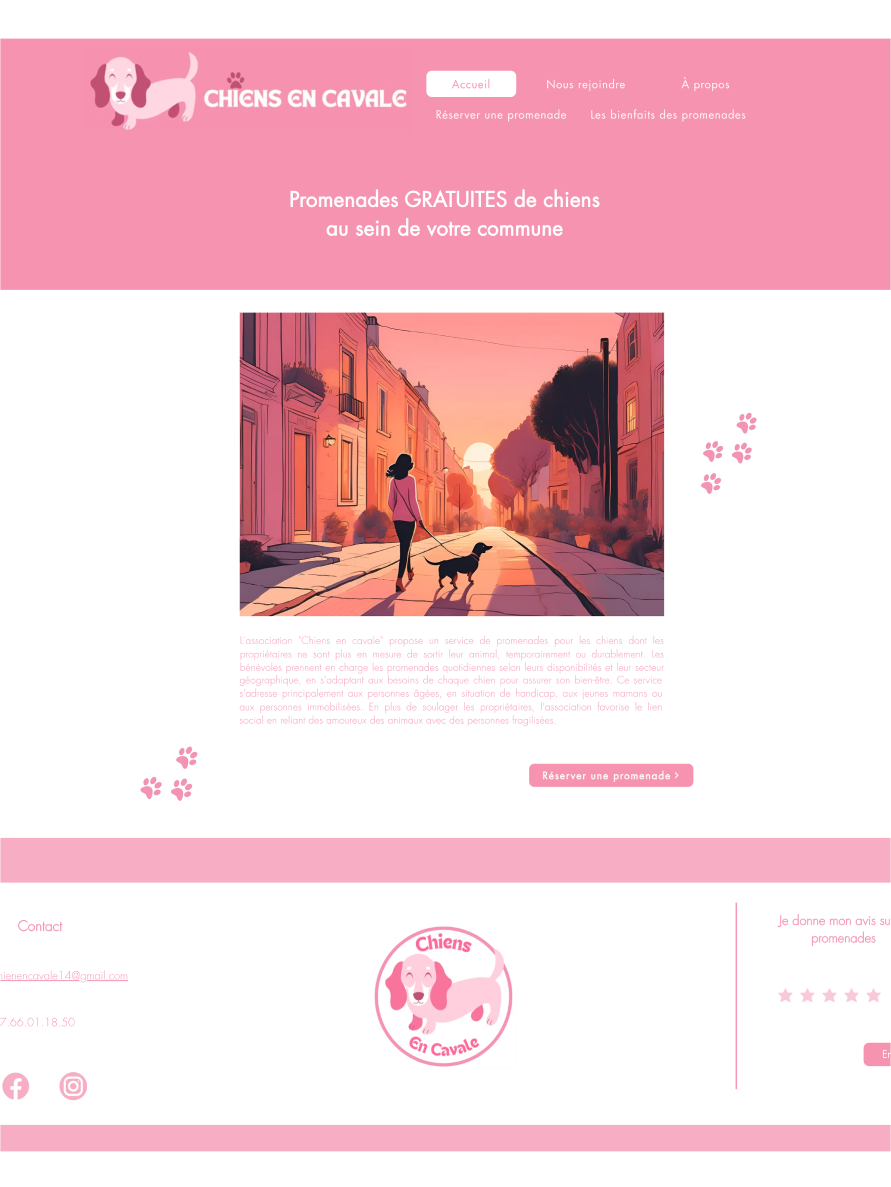 CHIENS EN CAVALE
Accueil
Nous rejoindre
À propos
Réserver une promenade
Les bienfaits des promenades
Promenades GRATUITES de chiens
au sein de votre commune
L'association "Chiens en cavale" propose un service de promenades pour les chiens dont les
propriétaires ne sont plus en mesure de sortir leur animal, temporairement ou durablement. Les
bénévoles prennent en charge les promenades quotidiennes selon leurs disponibilités et leur secteur
géographique, en s'adaptant aux besoins de chaque chien pour assurer son bien-être. Ce service
s'adresse principalement aux personnes âgées, en situation de handicap, aux jeunes mamans ou
aux personnes immobilisées. En plus de soulager les propriétaires, l'association favorise le lien
social en reliant des amoureux des animaux avec des personnes fragilisées.
Réserver une promenade >
Contact
hienencavale14@gmail.com
7.66.01.18.50
Chiens
En Cavale
Je donne mon avis su
promenades